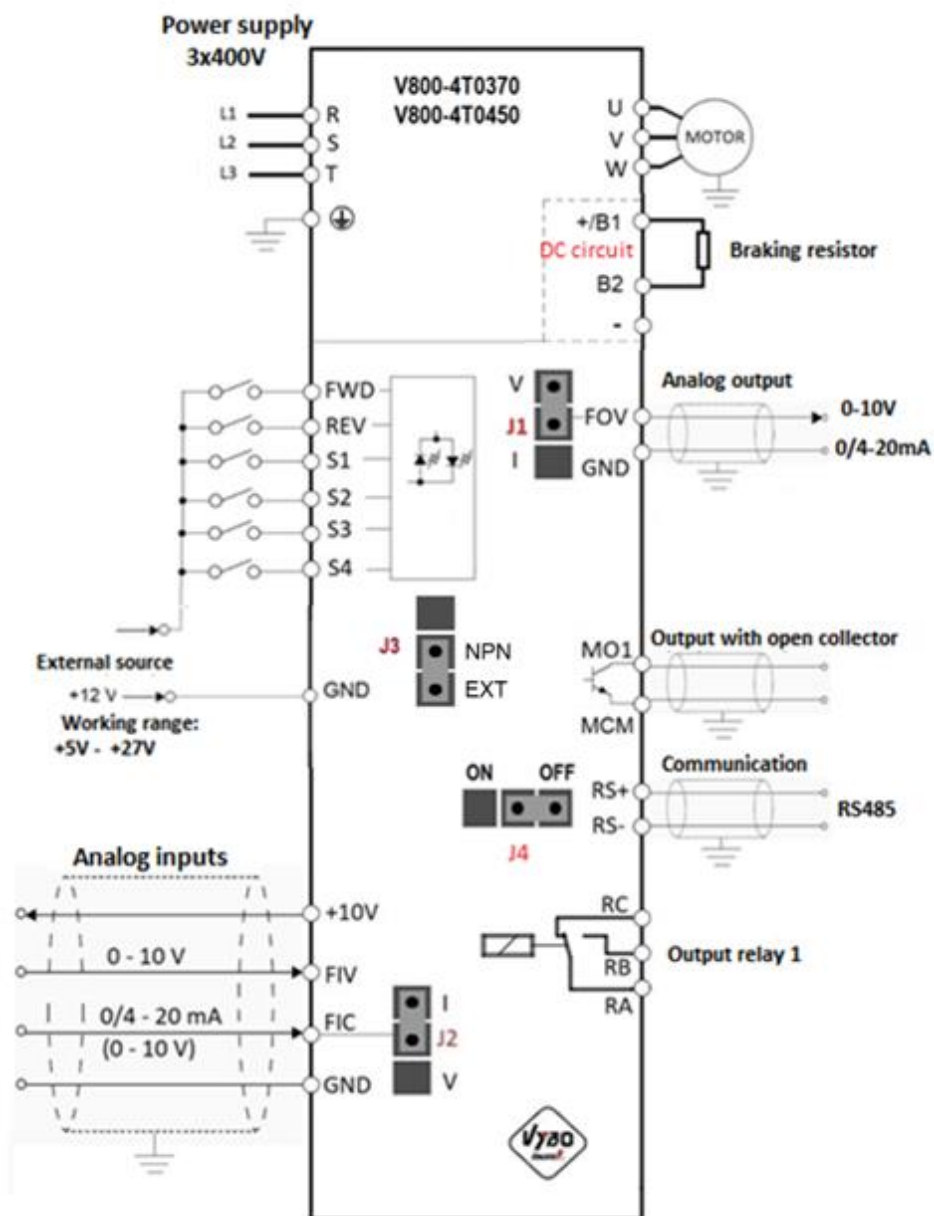 Power supply
3x400V
V800-4T0370
V800-4T0450
L1
R
L2
S
L3
T
U
V
W
MOTOR
+/B1
DC circuit
B2
-
Braking resistor
FWD
REV
S1
S2
S3
S4
V
J1
I
FOV
GND
Analog output
0-10V
0/4-20mA
J3
NPN
EXT
External source
+12 V
GND
Working range:
+5V - +27V
MO1
MCM
Output with open collector
ON
OFF
J4
RS+
RS-
Communication
RS485
Analog inputs
+10V
0 - 10 V
FIV
0/4 - 20 mA
(0 - 10 V)
FIC
GND
I
J2
V
RC
RB
RA
Output relay 1
VYBO